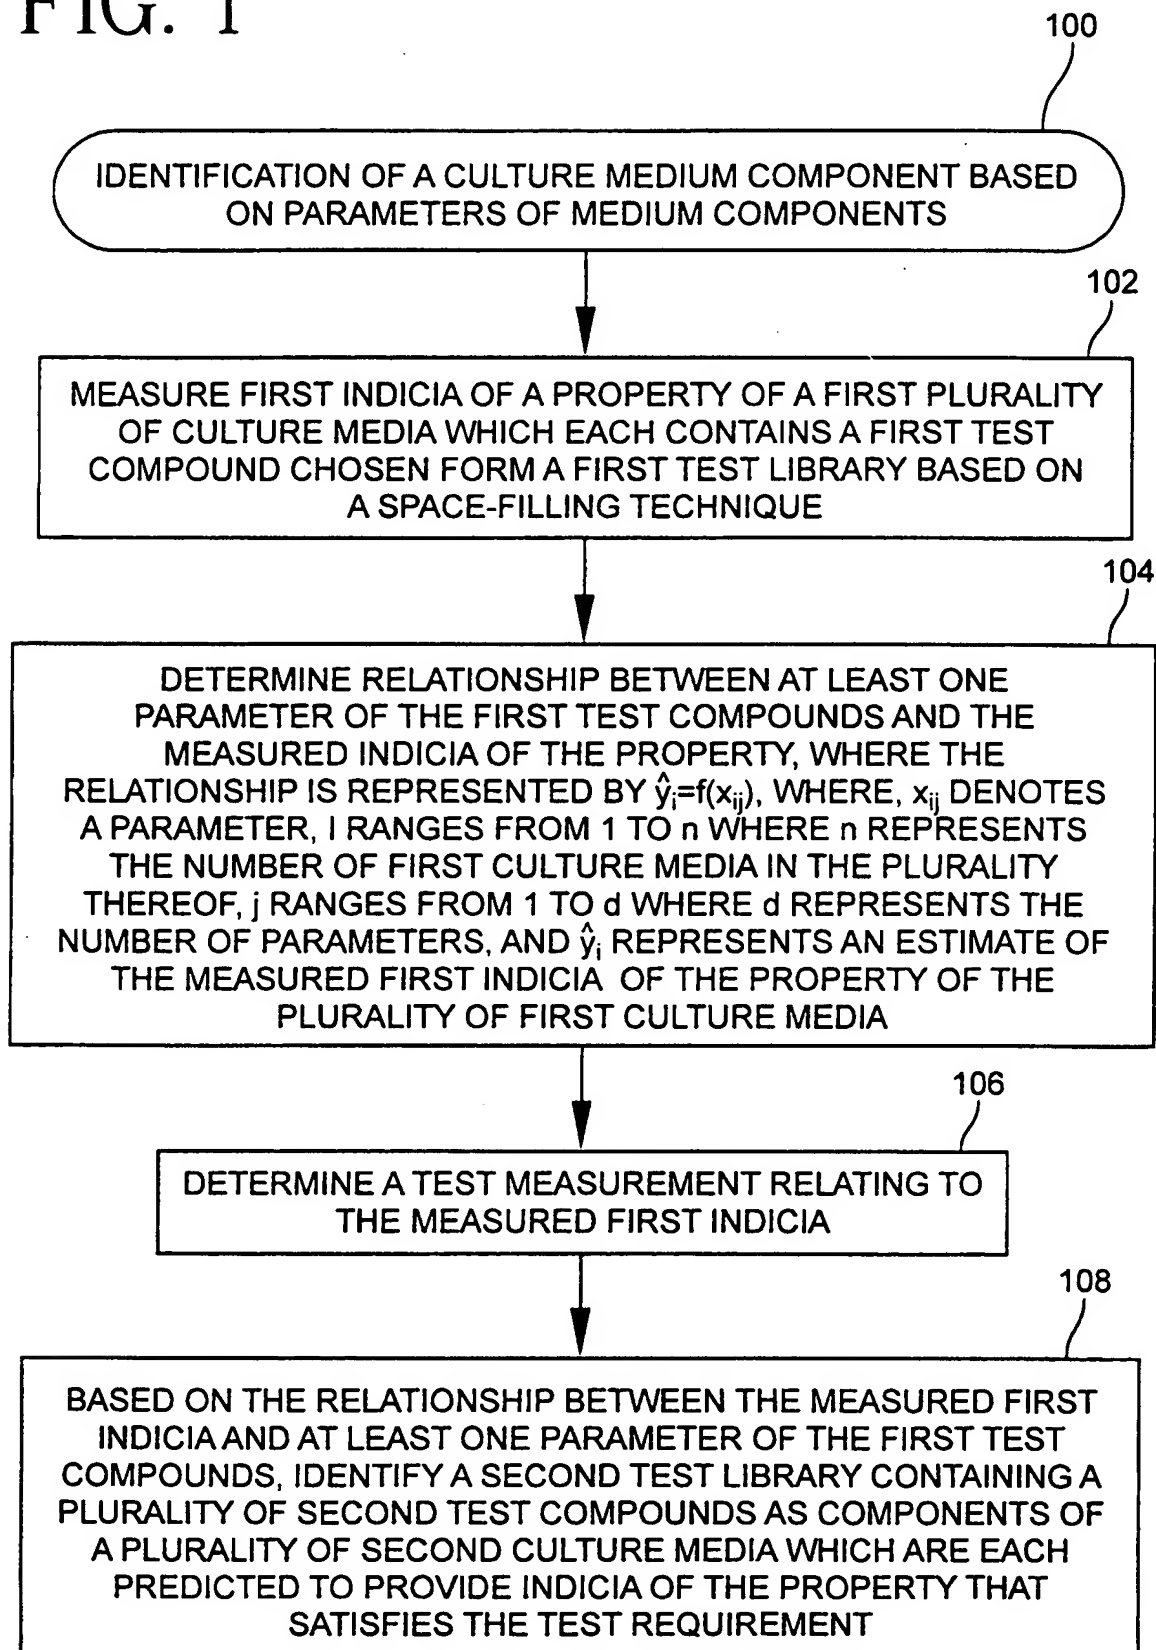 FIG. 1
100
IDENTIFICATION OF A CULTURE MEDIUM COMPONENT BASED
ON PARAMETERS OF MEDIUM COMPONENTS
102
MEASURE FIRST INDICIA OF A PROPERTY OF A FIRST PLURALITY
OF CULTURE MEDIA WHICH EACH CONTAINS A FIRST TEST
COMPOUND CHOSEN FORM A FIRST TEST LIBRARY BASED ON
A SPACE-FILLING TECHNIQUE
104
DETERMINE RELATIONSHIP BETWEEN AT LEAST ONE
PARAMETER OF THE FIRST TEST COMPOUNDS AND THE
MEASURED INDICIA OF THE PROPERTY, WHERE THE
RELATIONSHIP IS REPRESENTED BY ŷᵢ=f(xᵢⱼ), WHERE, xᵢⱼ DENOTES
A PARAMETER, I RANGES FROM 1 TO n WHERE n REPRESENTS
THE NUMBER OF FIRST CULTURE MEDIA IN THE PLURALITY
THEREOF, j RANGES FROM 1 TO d WHERE d REPRESENTS THE
NUMBER OF PARAMETERS, AND ŷᵢ REPRESENTS AN ESTIMATE OF
THE MEASURED FIRST INDICIA OF THE PROPERTY OF THE
PLURALITY OF FIRST CULTURE MEDIA
106
DETERMINE A TEST MEASUREMENT RELATING TO
THE MEASURED FIRST INDICIA
108
BASED ON THE RELATIONSHIP BETWEEN THE MEASURED FIRST
INDICIA AND AT LEAST ONE PARAMETER OF THE FIRST TEST
COMPOUNDS, IDENTIFY A SECOND TEST LIBRARY CONTAINING A
PLURALITY OF SECOND TEST COMPOUNDS AS COMPONENTS OF
A PLURALITY OF SECOND CULTURE MEDIA WHICH ARE EACH
PREDICTED TO PROVIDE INDICIA OF THE PROPERTY THAT
SATISFIES THE TEST REQUIREMENT